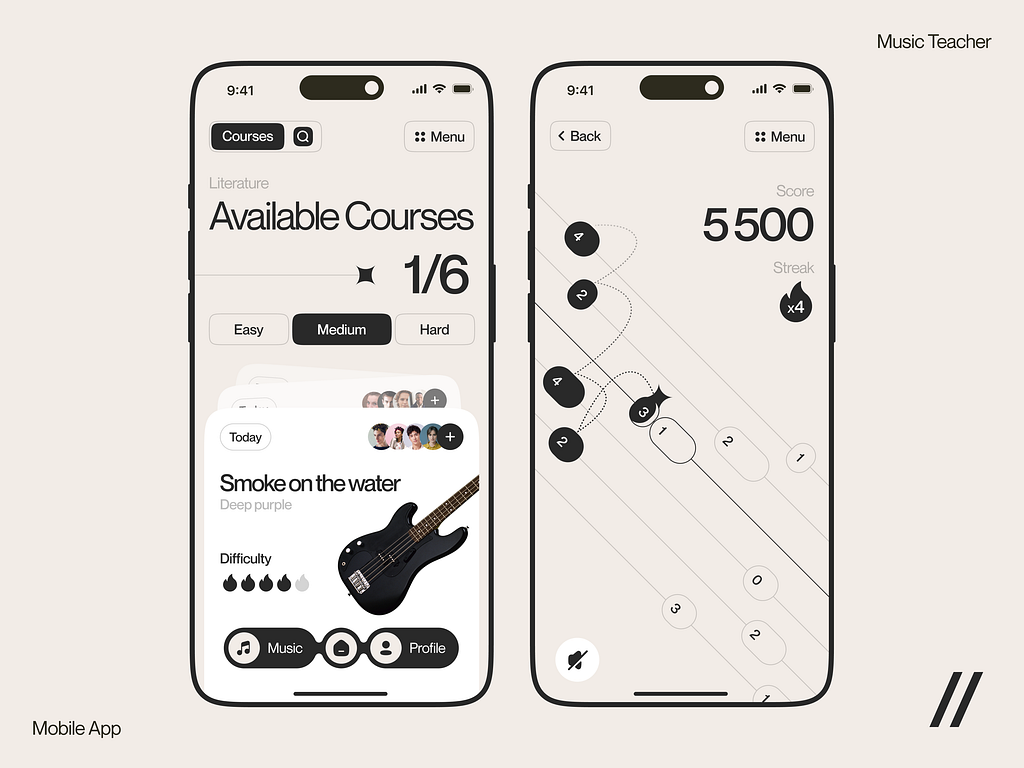 Music Teacher
9:41
Courses
Menu
Literature
Available Courses
1/6
Easy
Medium
Hard
+
Today
+
Smoke on the water
Deep purple
Difficulty
Music
Profile
9:41
Back
Menu
Score
5 500
Streak
x4
4
2
4
3
1
2
2
1
0
3
2
1
Mobile App
//